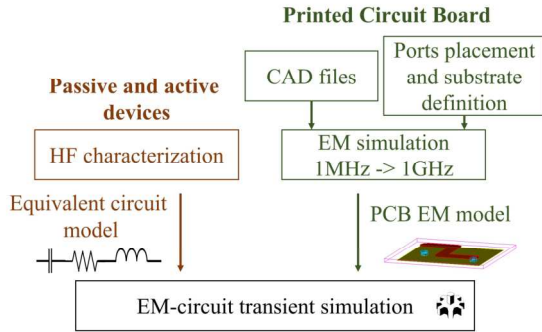 Printed Circuit Board
CAD files
Ports placement
and substrate
definition
Passive and active
devices
HF characterization
EM simulation
1MHz -> 1GHz
Equivalent circuit
model
PCB EM model
EM-circuit transient simulation